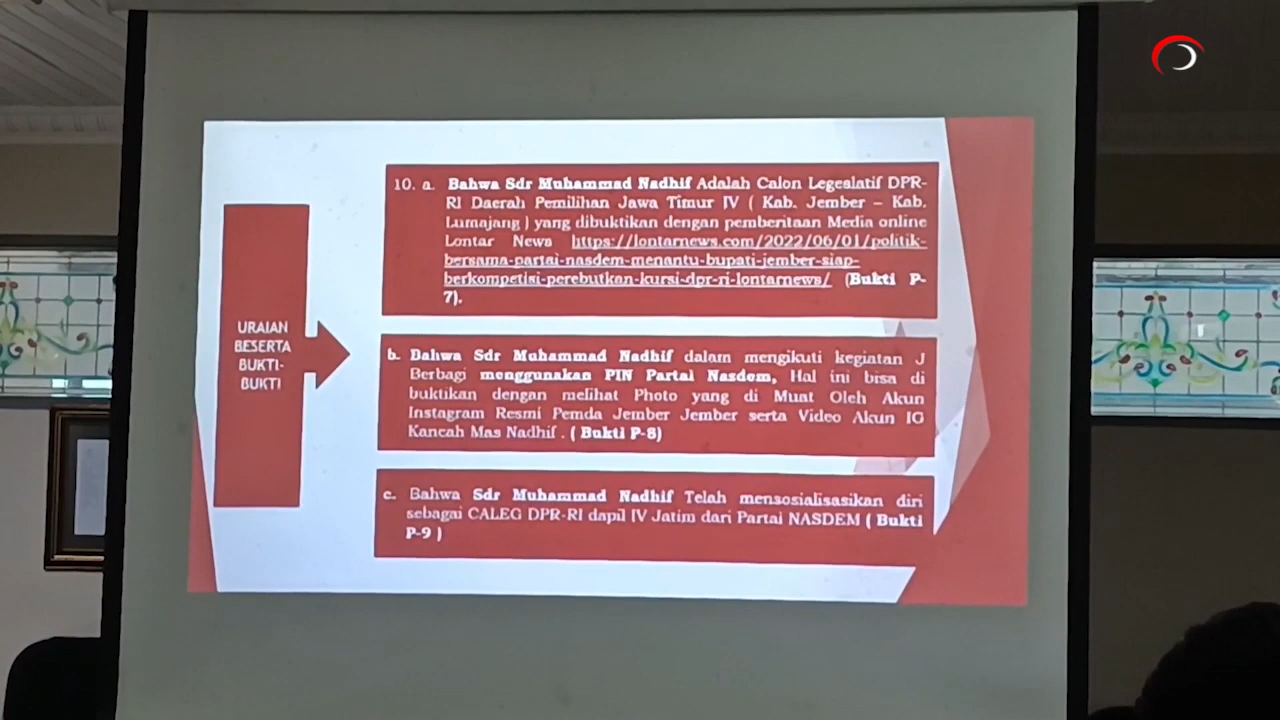 URAIAN
BESERTA
BUKTI-
BUKTI
10. a. Bahwa Sdr Muhammad Nadhif Adalah Calon Legeslatif DPR-
RI Daerah Pemilihan Jawa Timur IV ( Kab. Jember – Kab.
Lumajang ) yang dibuktikan dengan pemberitaan Media online
Lontar News https://lontarnews.com/2022/06/01/politik-
bersama-partai-nasdem-menantu-bupati-jember-siap-
berkompetisi-perebutkan-kursi-dpr-ri-lontarnews/ (Bukti P-
7).
b. Bahwa Sdr Muhammad Nadhif dalam mengikuti kegiatan J
Berbagi menggunakan PIN Partai Nasdem, Hal ini bisa di
buktikan dengan melihat Photo yang di Muat Oleh Akun
Instagram Resmi Pemda Jember Jember serta Video Akun IG
Kancah Mas Nadhif . ( Bukti P-8)
c. Bahwa Sdr Muhammad Nadhif Telah mensosialisasikan diri
sebagai CALEG DPR-RI dapil IV Jatim dari Partai NASDEM ( Bukti
P-9 )